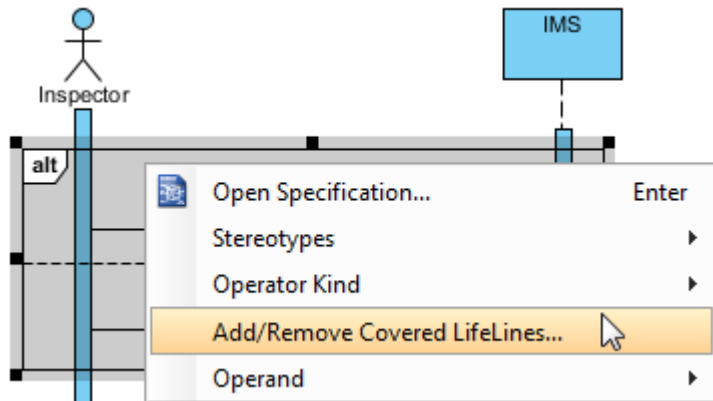 IMS
Inspector
alt
Open Specification... Enter
Stereotypes
Operator Kind
Add/Remove Covered LifeLines...
Operand